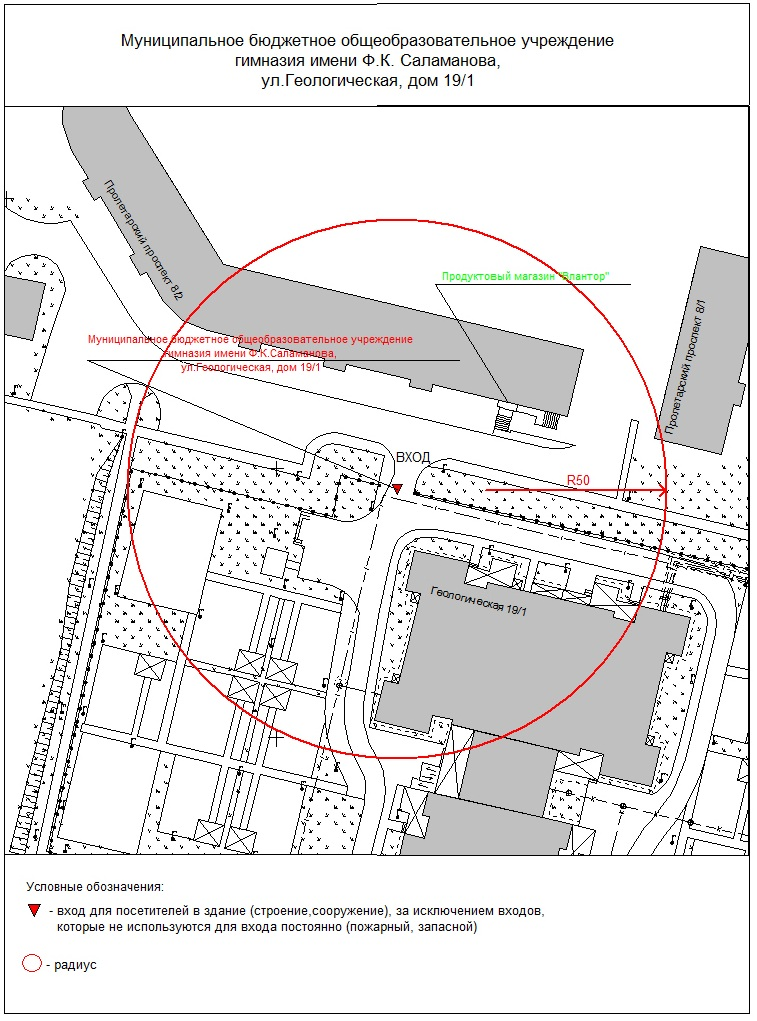 Муниципальное бюджетное общеобразовательное учреждение
гимназия имени Ф.К. Саламанова,
ул.Геологическая, дом 19/1
Пролетарский проспект 8/2
Продуктовый магазин "Влантор"
Пролетарский проспект 8/1
Муниципальное бюджетное общеобразовательное учреждение
гимназия имени Ф.К.Саламанова,
ул.Геологическая, дом 19/1
ВХОД
R50
Геологическая 19/1
Условные обозначения:
- вход для посетителей в здание (строение,сооружение), за исключением входов,
которые не используются для входа постоянно (пожарный, запасной)
- радиус